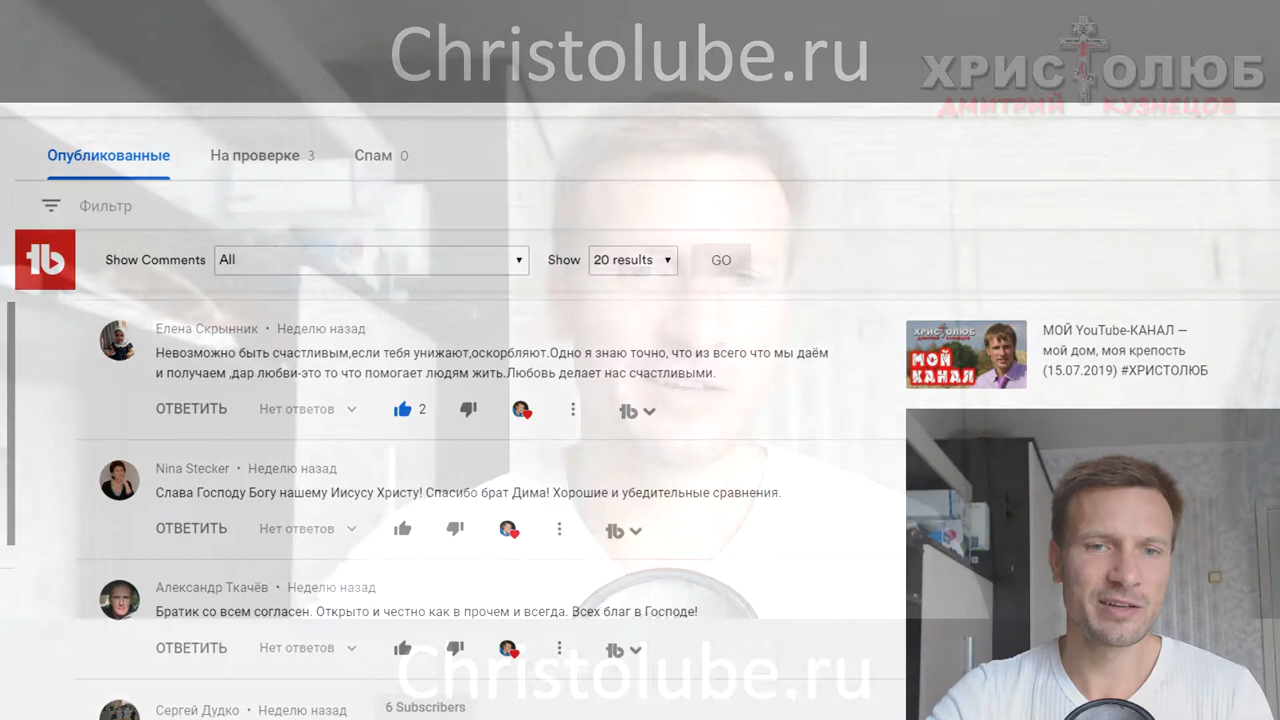 Christolube.ru
ХРИСТОЛЮБ
ДМИТРИЙ КУЗНЕЦОВ
Опубликованные
На проверке 3
Спам 0
Фильтр
Show Comments
All
Show
20 results
GO
Елена Скрынник • Неделю назад
Невозможно быть счастливым,если тебя унижают,оскорбляют.Одно я знаю точно, что из всего что мы даём
и получаем ,дар любви-это то что помогает людям жить.Любовь делает нас счастливыми.
ОТВЕТИТЬ
Нет ответов
2
ХРИСТОЛЮБ
МОЙ
КАНАЛ
МОЙ YouTube-КАНАЛ —
мой дом, моя крепость
(15.07.2019) #ХРИСТОЛЮБ
Nina Stecker • Неделю назад
Слава Господу Богу нашему Иисусу Христу! Спасибо брат Дима! Хорошие и убедительные сравнения.
ОТВЕТИТЬ
Нет ответов
Александр Ткачёв • Неделю назад
Братик со всем согласен. Открыто и честно как в прочем и всегда. Всех благ в Господе!
ОТВЕТИТЬ
Нет ответов
Christolube.ru
Сергей Дудко • Неделю назад
6 Subscribers